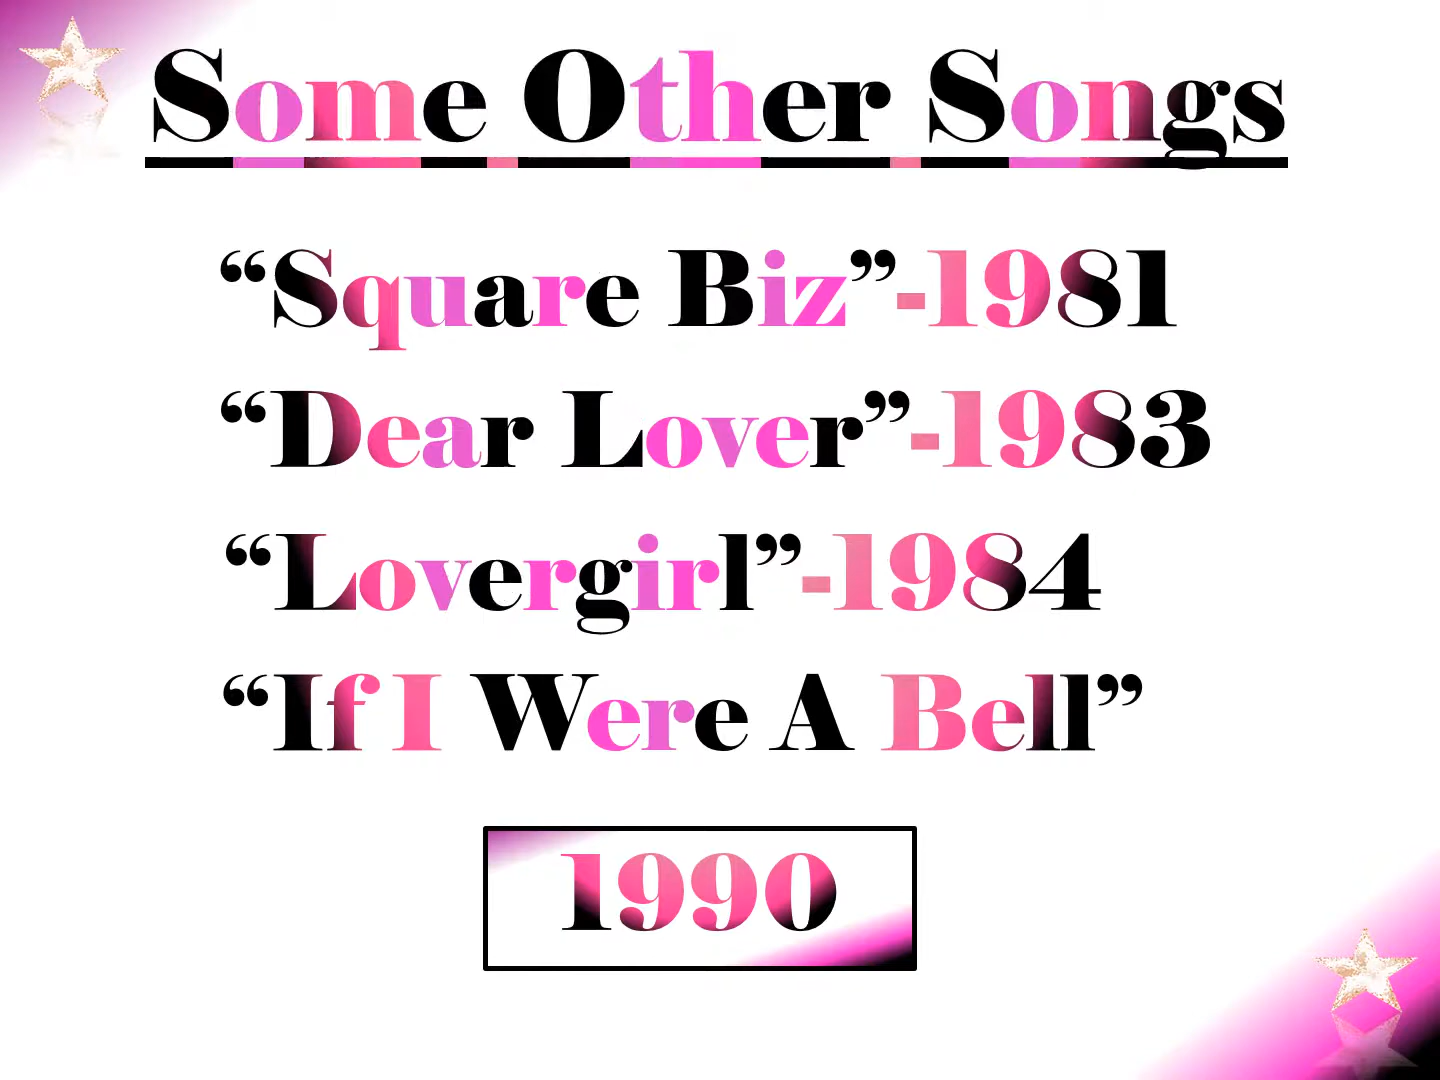 Some Other Songs
“Square Biz”-1981
“Dear Lover”-1983
“Lovergirl”-1984
“If I Were A Bell”
1990